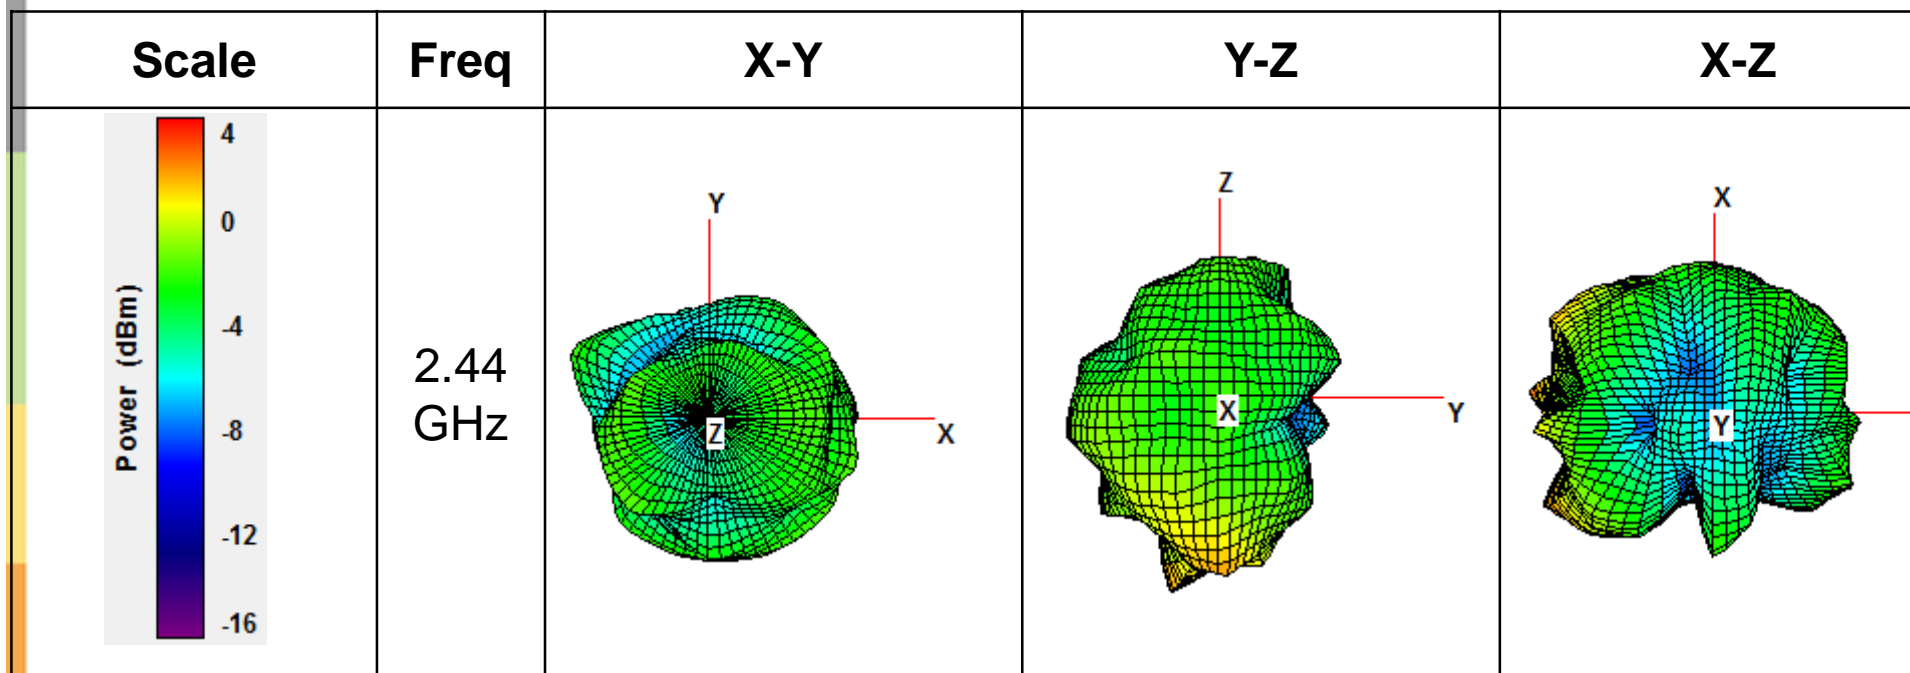 Scale Freq X-Y Y-Z X-Z
Power (dBm)
4
0
-4
-8
-12
-16
2.44
GHz
Y
X
Z
Z
Y
X
X
Y